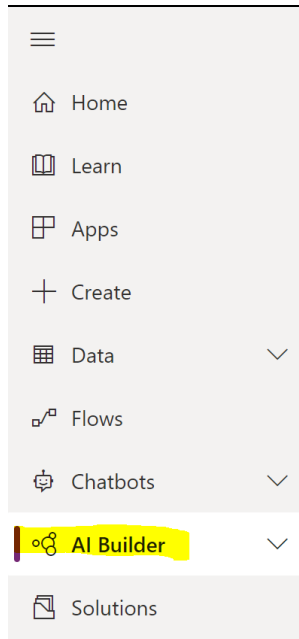 Home
Learn
Apps
Create
Data
Flows
Chatbots
AI Builder
Solutions